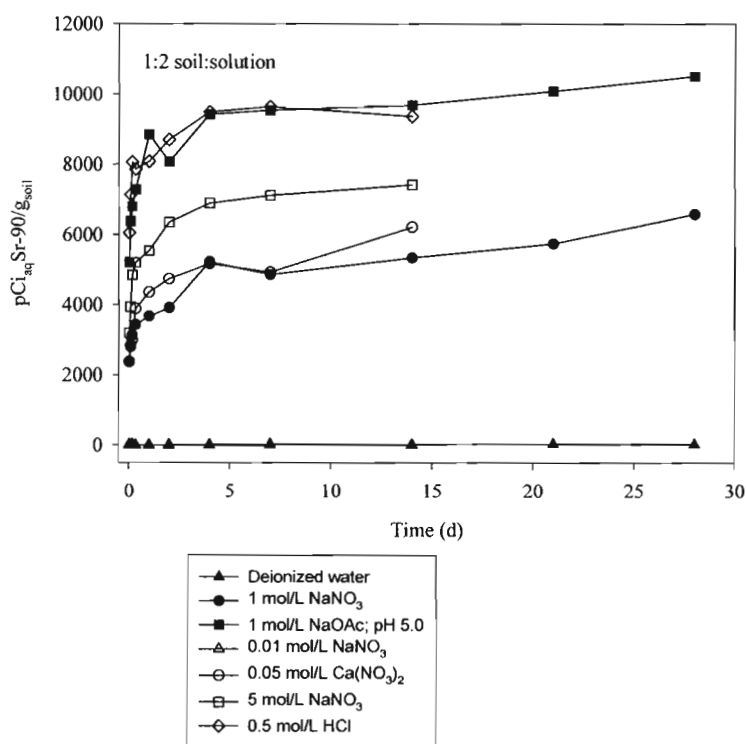 12000
10000
8000
6000
4000
2000
0
1:2 soil:solution
pCi_aq Sr-90/g_soil
0 5 10 15 20 25 30
Time (d)
Deionized water
1 mol/L NaNO₃
1 mol/L NaOAc; pH 5.0
0.01 mol/L NaNO₃
0.05 mol/L Ca(NO₃)₂
5 mol/L NaNO₃
0.5 mol/L HCl